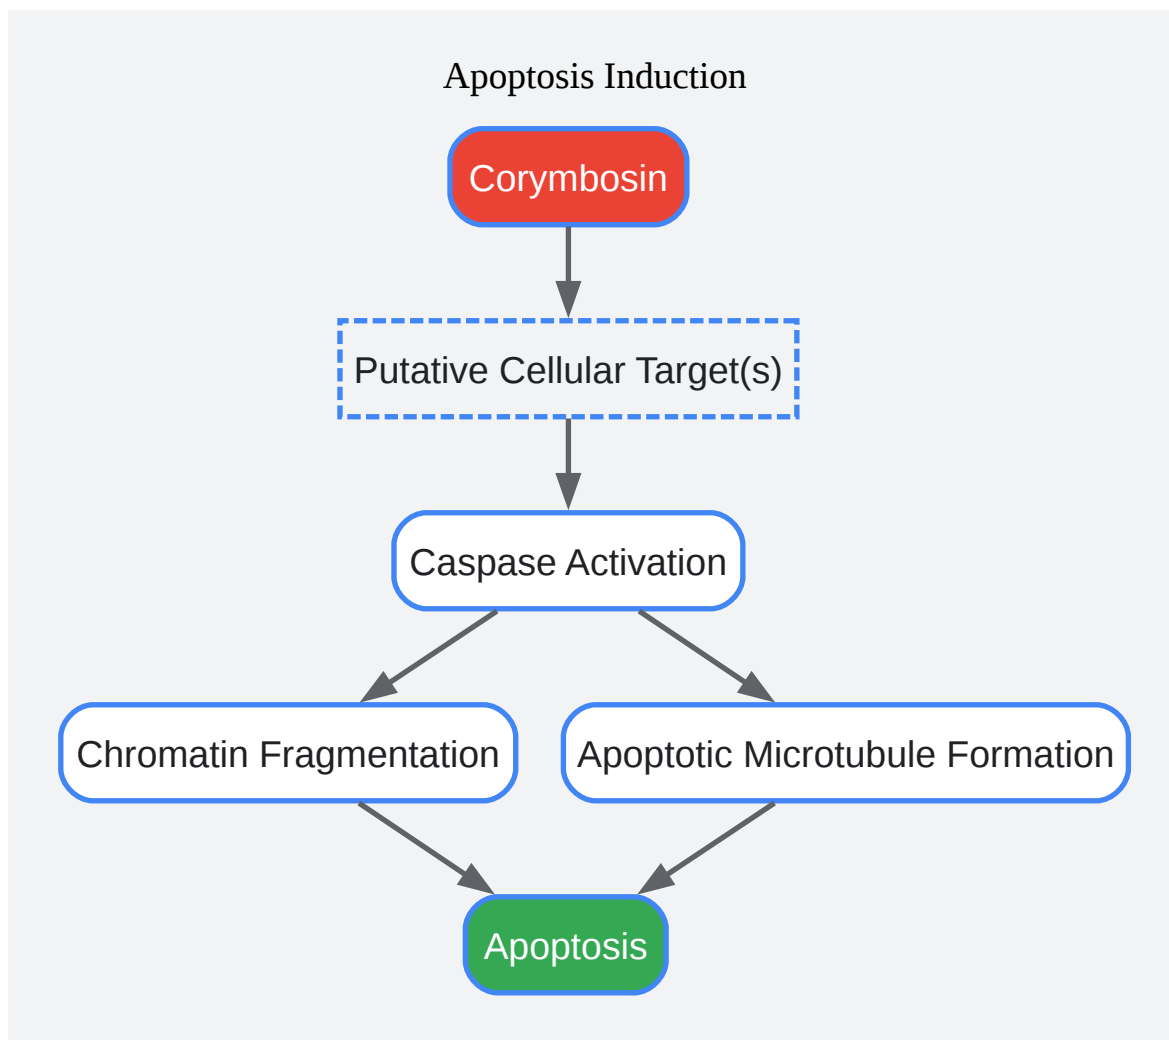 Apoptosis Induction
Corymbosin
Putative Cellular Target(s)
Caspase Activation
Chromatin Fragmentation
Apoptotic Microtubule Formation
Apoptosis